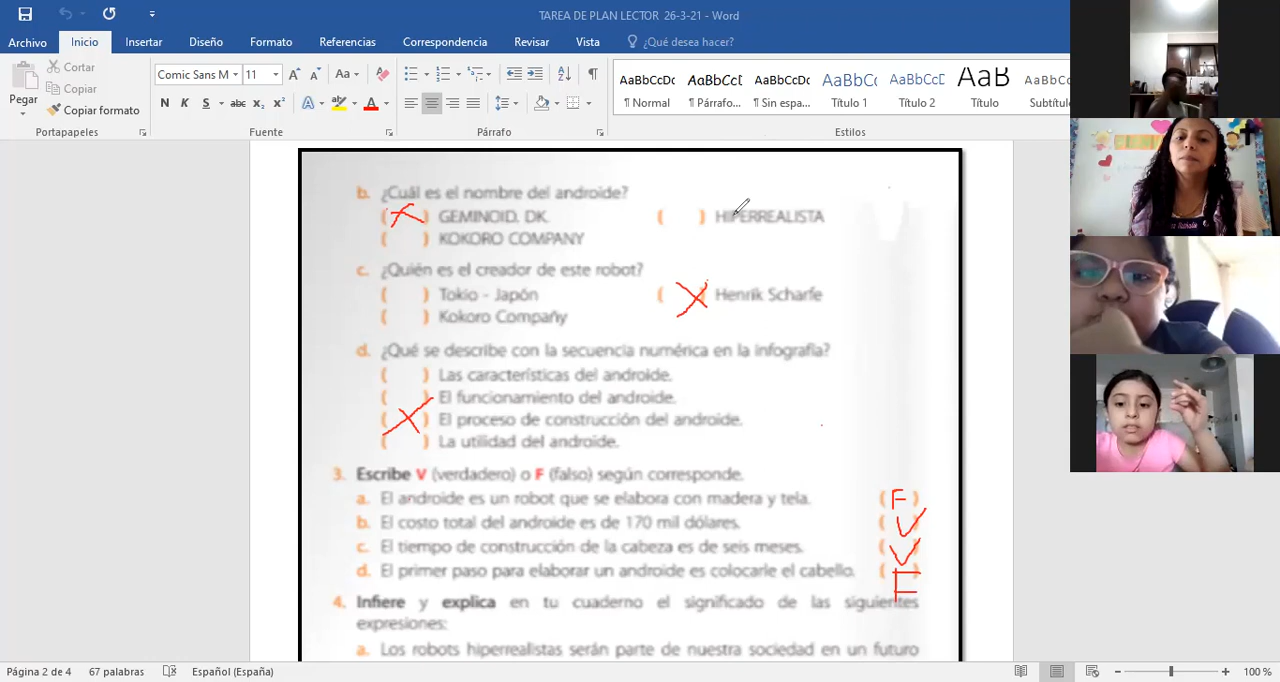 TAREA DE PLAN LECTOR 26-3-21 - Word
Archivo Inicio Insertar Diseño Formato Referencias Correspondencia Revisar Vista ¿Qué desea hacer?
Pegar
Cortar
Copiar
Copiar formato
Portapapeles
Comic Sans M 11
N K S abc x₂ x²
Fuente
Párrafo
AaBbCcDc AaBbCcL AaBbCcDc AaBbC AaBbCcD AaB AaBbCcD
¶ Normal ¶ Párrafo... ¶ Sin espa... Título 1 Título 2 Título Subtítul
Estilos
b. ¿Cuál es el nombre del androide?
(X) GEMINOID. DK. ( ) HIPERREALISTA
( ) KOKORO COMPANY
c. ¿Quién es el creador de este robot?
( ) Tokio - Japón (X) Henrik Scharfe
( ) Kokoro Company
d. ¿Qué se describe con la secuencia numérica en la infografía?
( ) Las características del androide.
( ) El funcionamiento del androide.
(X) El proceso de construcción del androide.
( ) La utilidad del androide.
3. Escribe V (verdadero) o F (falso) según corresponde.
a. El androide es un robot que se elabora con madera y tela. (F)
b. El costo total del androide es de 170 mil dólares. (V)
c. El tiempo de construcción de la cabeza es de seis meses. (V)
d. El primer paso para elaborar un androide es colocarle el cabello. (F)
4. Infiere y explica en tu cuaderno el significado de las siguientes
expresiones:
a. Los robots hiperrealistas serán parte de nuestra sociedad en un futuro
Página 2 de 4 67 palabras Español (España) 100 %